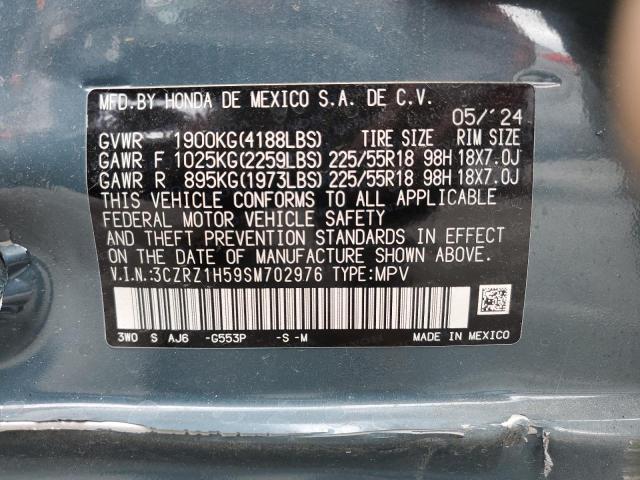 MFD.BY HONDA DE MEXICO S.A. DE C.V.
05/'24
GVWR 1900KG(4188LBS) TIRE SIZE RIM SIZE
GAWR F 1025KG(2259LBS) 225/55R18 98H 18X7.0J
GAWR R 895KG(1973LBS) 225/55R18 98H 18X7.0J
THIS VEHICLE CONFORMS TO ALL APPLICABLE
FEDERAL MOTOR VEHICLE SAFETY
AND THEFT PREVENTION STANDARDS IN EFFECT
ON THE DATE OF MANUFACTURE SHOWN ABOVE.
V.I.N.:3CZRZ1H59SM702976 TYPE:MPV
3W0 S AJ6 -G553P -S -M MADE IN MEXICO